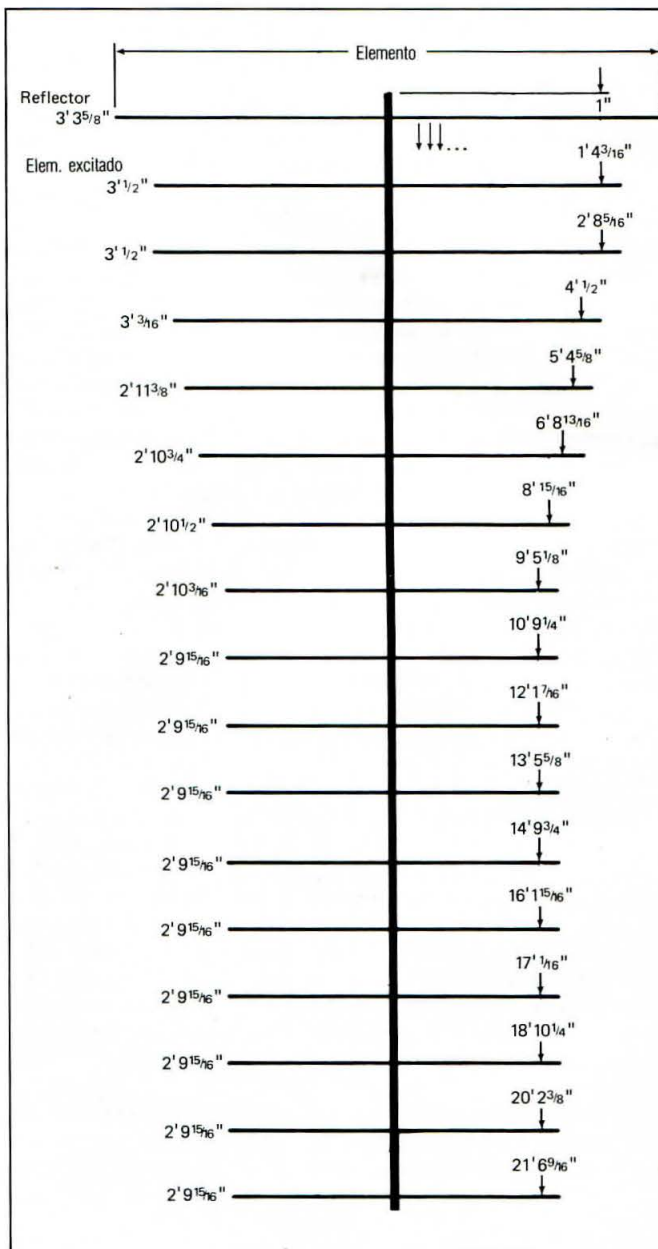 Elemento
1"
Reflector
3' 3 5/8"
1' 4 3/16"
Elem. excitado
3' 1/2"
2' 8 5/16"
3' 1/2"
4' 1/2"
3' 3/16"
5' 4 5/8"
2' 11 3/8"
6' 8 13/16"
2' 10 3/4"
8' 15/16"
2' 10 1/2"
9' 5 1/8"
2' 10 3/16"
10' 9 1/4"
2' 9 15/16"
12' 1 7/16"
2' 9 15/16"
13' 5 5/8"
2' 9 15/16"
14' 9 3/4"
2' 9 15/16"
16' 1 15/16"
2' 9 15/16"
17' 1/16"
2' 9 15/16"
18' 10 1/4"
2' 9 15/16"
20' 2 3/8"
2' 9 15/16"
21' 6 9/16"
2' 9 15/16"